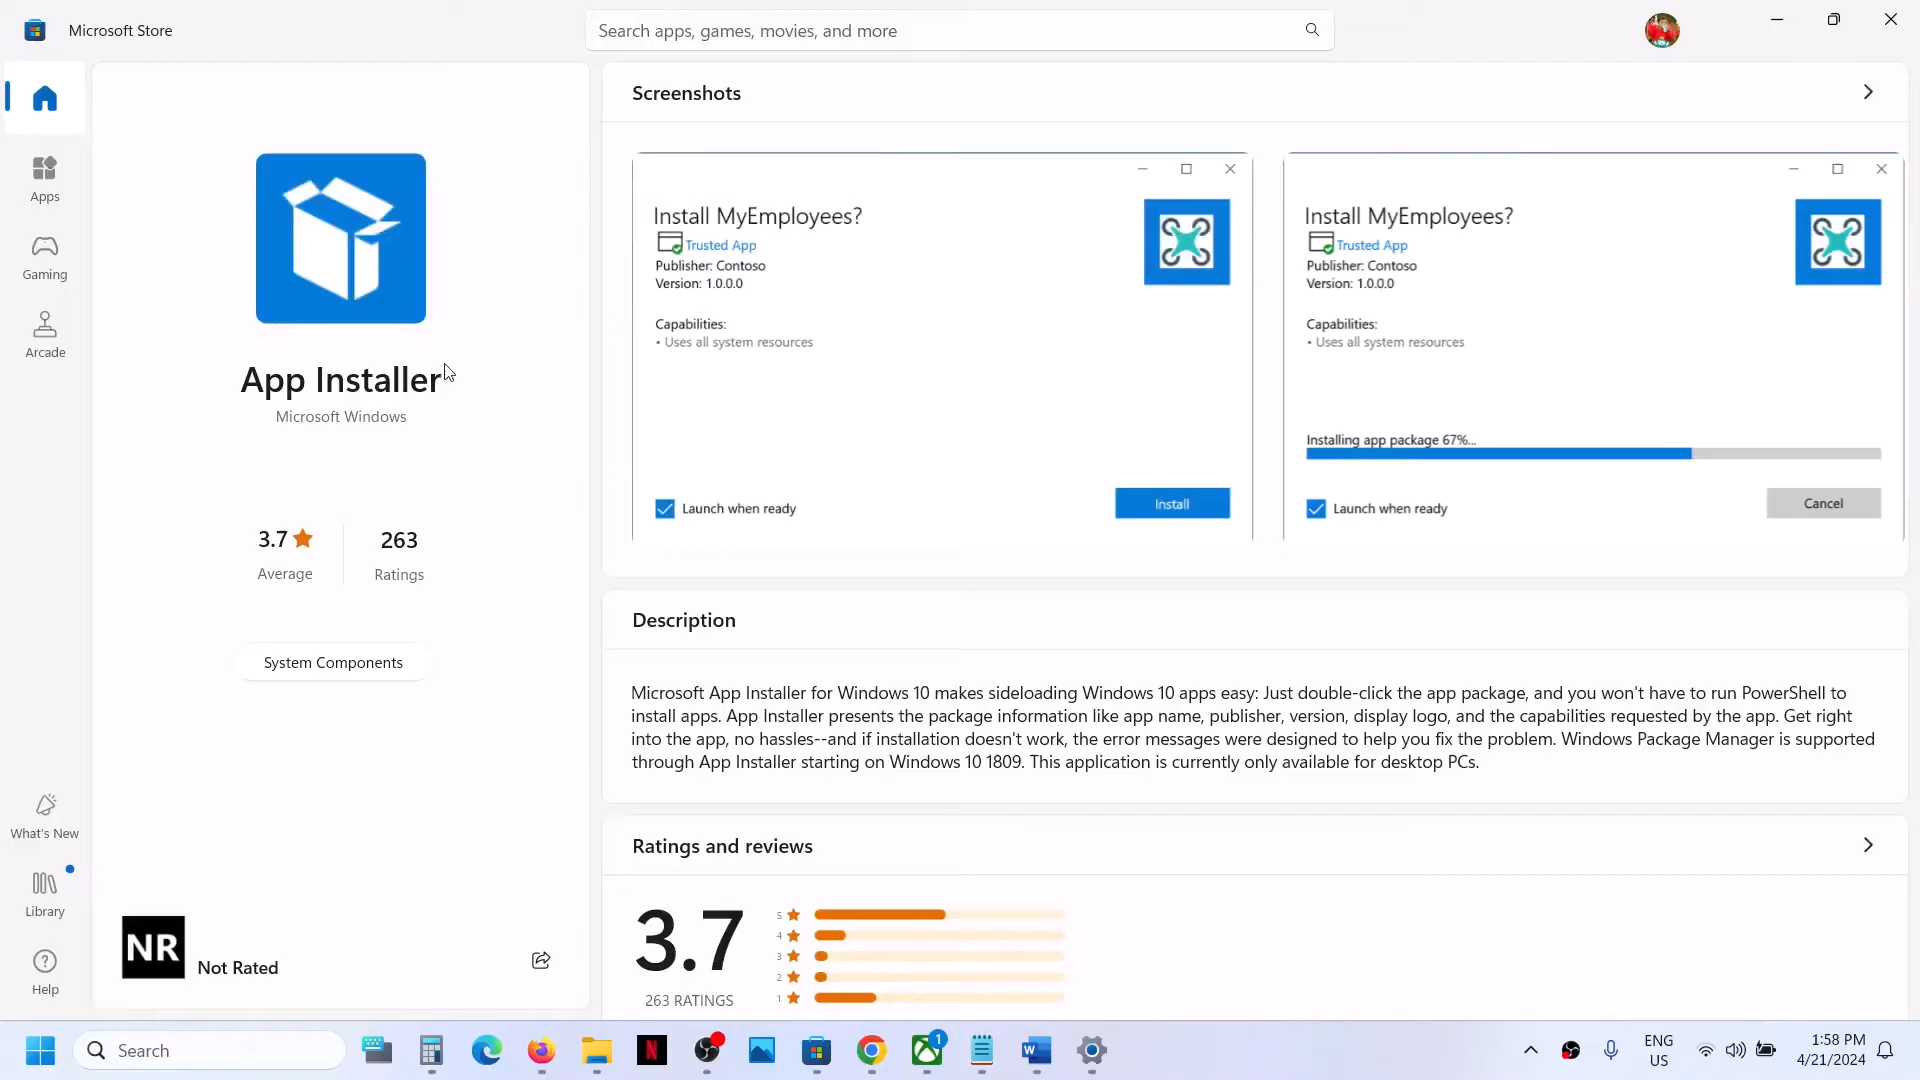 Microsoft Store
Search apps, games, movies, and more
Apps
Gaming
Arcade
What's New
Library
Help
App Installer
Microsoft Windows
3.7
Average
263
Ratings
System Components
NR
Not Rated
Screenshots
Install MyEmployees?
Trusted App
Publisher: Contoso
Version: 1.0.0.0
Capabilities:
• Uses all system resources
Launch when ready
Install
Install MyEmployees?
Trusted App
Publisher: Contoso
Version: 1.0.0.0
Capabilities:
• Uses all system resources
Installing app package 67%...
Launch when ready
Cancel
Description
Microsoft App Installer for Windows 10 makes sideloading Windows 10 apps easy: Just double-click the app package, and you won't have to run PowerShell to
install apps. App Installer presents the package information like app name, publisher, version, display logo, and the capabilities requested by the app. Get right
into the app, no hassles--and if installation doesn't work, the error messages were designed to help you fix the problem. Windows Package Manager is supported
through App Installer starting on Windows 10 1809. This application is currently only available for desktop PCs.
Ratings and reviews
3.7
263 RATINGS
5
4
3
2
1
Search
N
1
W
ENG
US
1:58 PM
4/21/2024